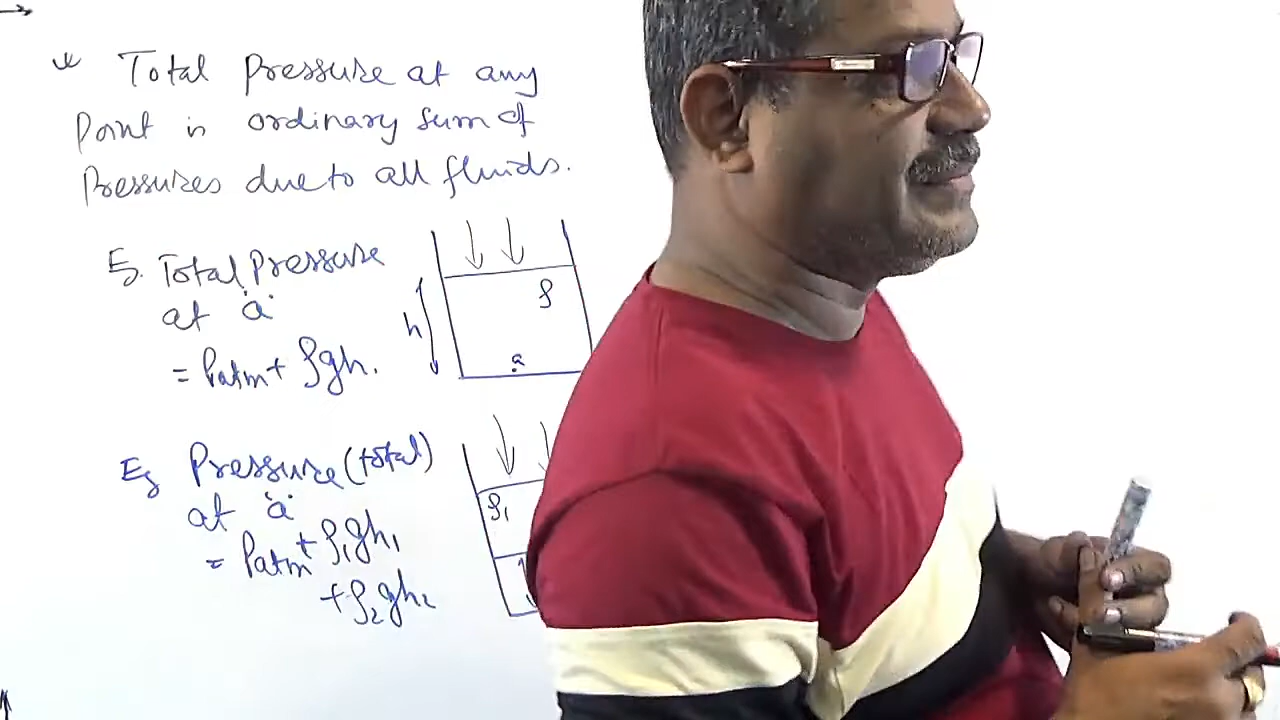 Total pressure at any
Point is ordinary sum of
Pressures due to all fluids.
Eg. Total Pressure
at 'a'
= Patm + ρgh.
h
ρ
a
Eg Pressure (total)
at 'a'
= Patm + ρ₁gh₁
+ ρ₂gh₂
ρ₁